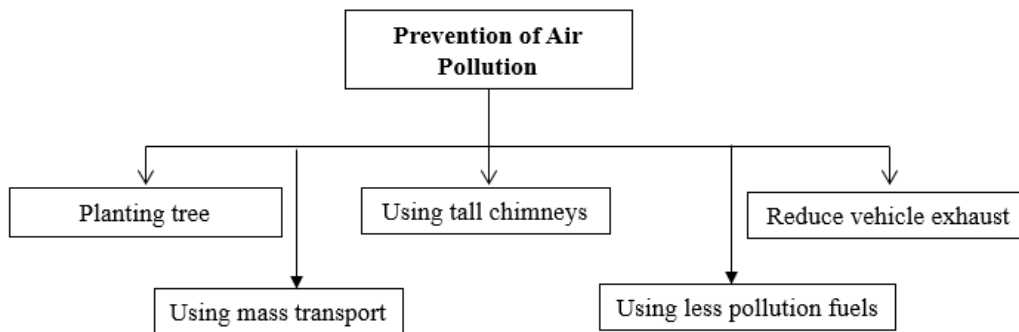 Prevention of Air
Pollution
Planting tree
Using tall chimneys
Reduce vehicle exhaust
Using mass transport
Using less pollution fuels